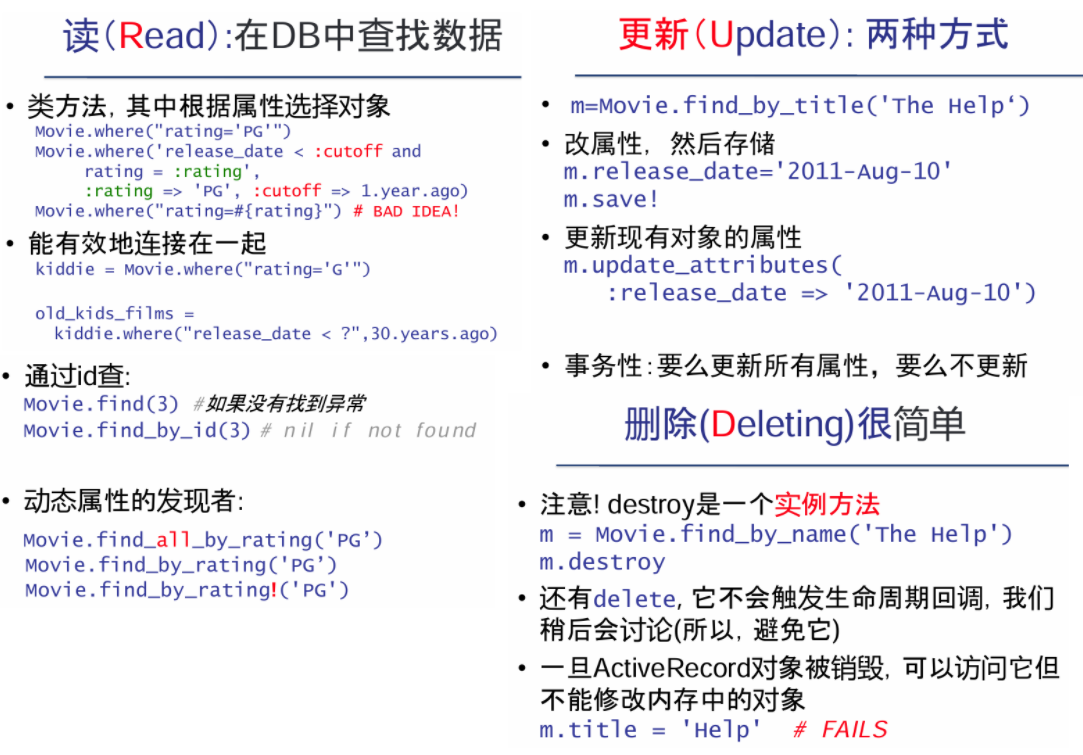 读(Read):在DB中查找数据
• 类方法, 其中根据属性选择对象
Movie.where("rating='PG'")
Movie.where('release_date < :cutoff and
rating = :rating',
:rating => 'PG', :cutoff => 1.year.ago)
Movie.where("rating=#{rating}") # BAD IDEA!
• 能有效地连接在一起
kiddie = Movie.where("rating='G'")
old_kids_films =
kiddie.where("release_date < ?",30.years.ago)
• 通过id查:
Movie.find(3) #如果没有找到异常
Movie.find_by_id(3) # nil if not found
• 动态属性的发现者:
Movie.find_all_by_rating('PG')
Movie.find_by_rating('PG')
Movie.find_by_rating!('PG')
更新(Update): 两种方式
• m=Movie.find_by_title('The Help‘)
• 改属性, 然后存储
m.release_date='2011-Aug-10'
m.save!
• 更新现有对象的属性
m.update_attributes(
:release_date => '2011-Aug-10')
• 事务性:要么更新所有属性，要么不更新
删除(Deleting)很简单
• 注意! destroy是一个实例方法
m = Movie.find_by_name('The Help')
m.destroy
• 还有delete, 它不会触发生命周期回调, 我们
稍后会讨论(所以, 避免它)
• 一旦ActiveRecord对象被销毁, 可以访问它但
不能修改内存中的对象
m.title = 'Help' # FAILS